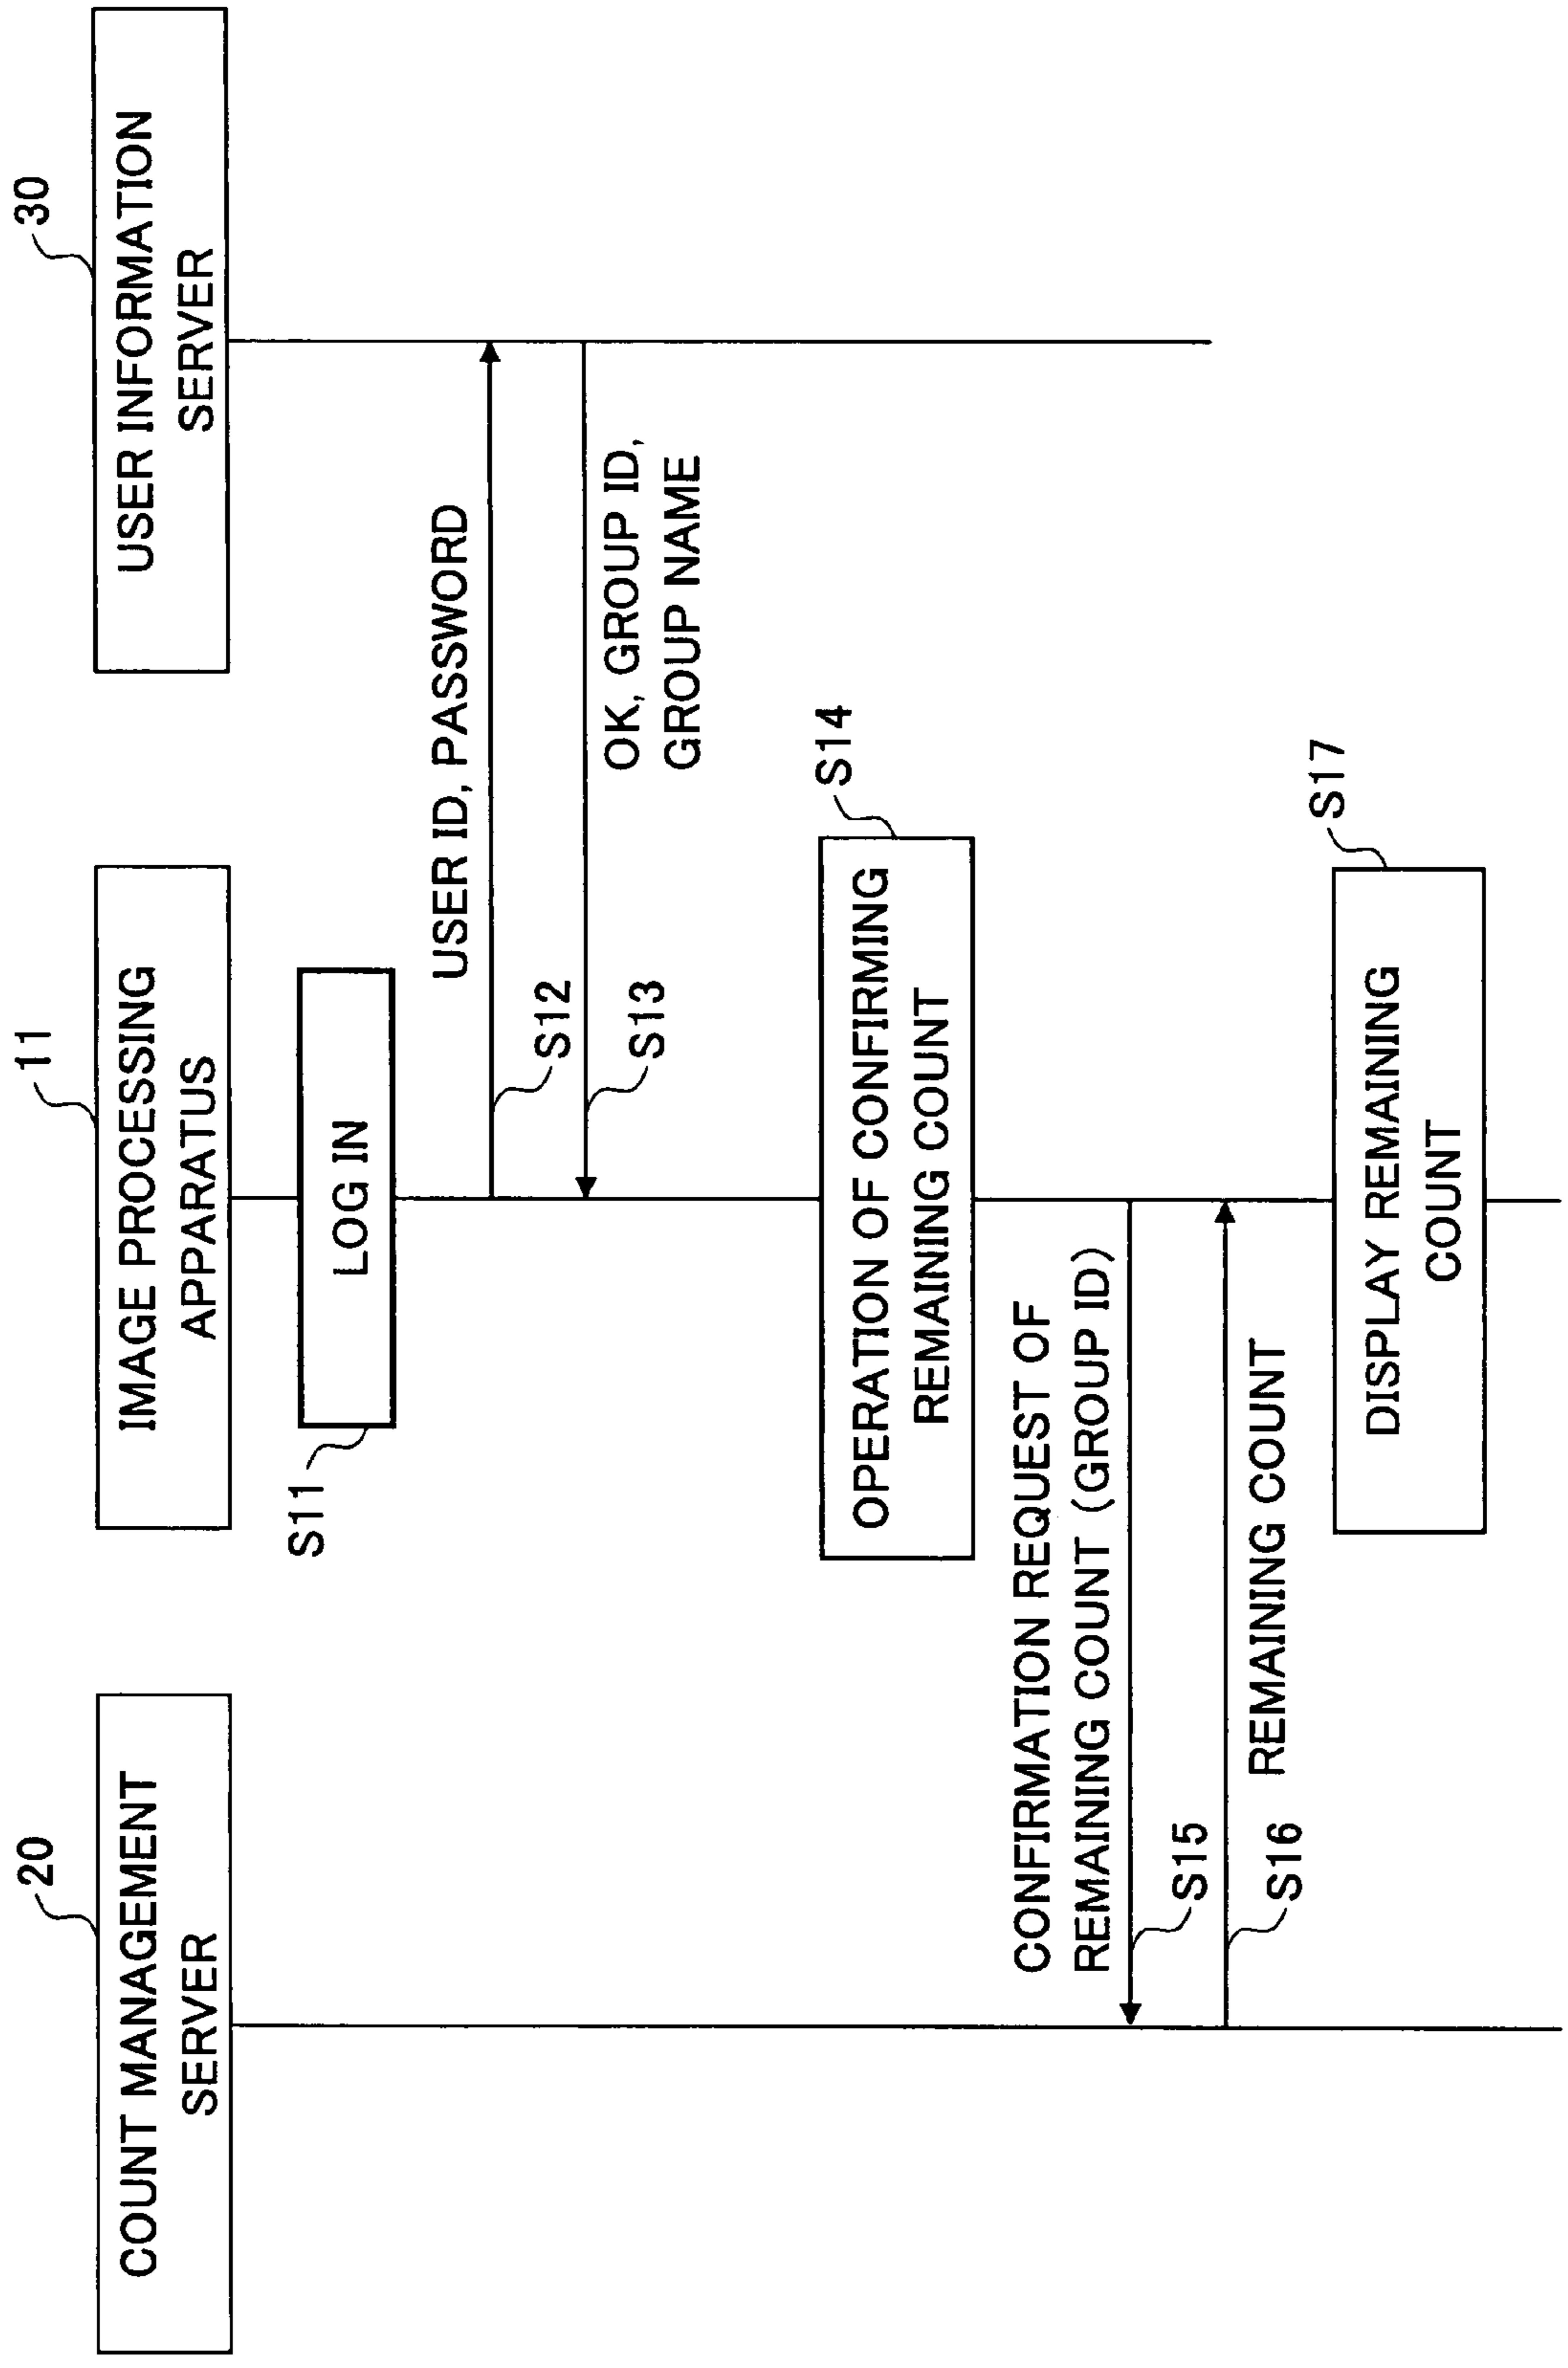 20
COUNT MANAGEMENT
SERVER
11
IMAGE PROCESSING
APPARATUS
30
USER INFORMATION
SERVER
S11
LOG IN
USER ID, PASSWORD
S12
OK, GROUP ID,
GROUP NAME
S13
S14
OPERATION OF CONFIRMING
REMAINING COUNT
CONFIRMATION REQUEST OF
REMAINING COUNT (GROUP ID)
S15
REMAINING COUNT
S16
S17
DISPLAY REMAINING
COUNT